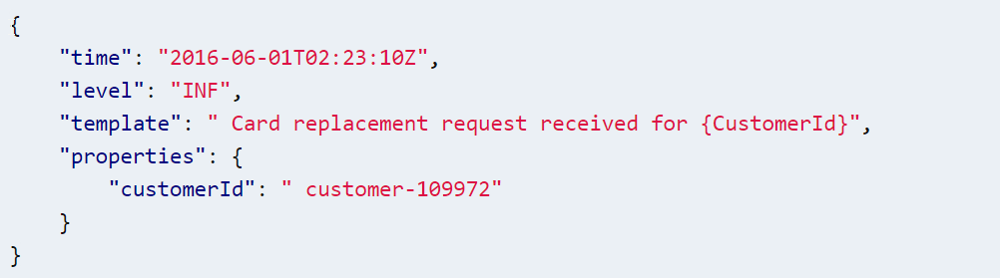 {
    "time": "2016-06-01T02:23:10Z",
    "level": "INF",
    "template": " Card replacement request received for {CustomerId}",
    "properties": {
        "customerId": " customer-109972"
    }
}